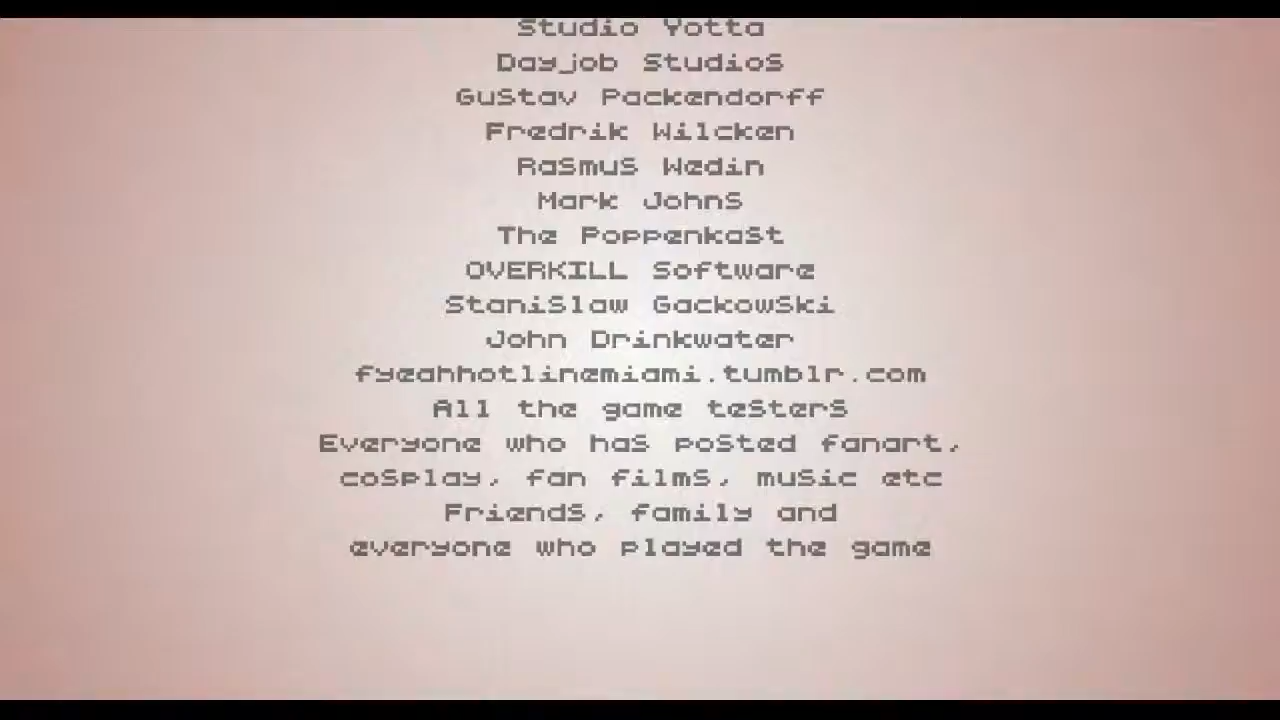 Studio Yotta
Dayjob Studios
Gustav Packendorff
Fredrik Wilcken
Rasmus Wedin
Mark Johns
The Poppenkast
OVERKILL Software
Stanislaw Gackowski
John Drinkwater
fyeahhotlinemiami.tumblr.com
All the game testers
Everyone who has posted fanart,
cosplay, fan films, music etc
Friends, family and
everyone who played the game